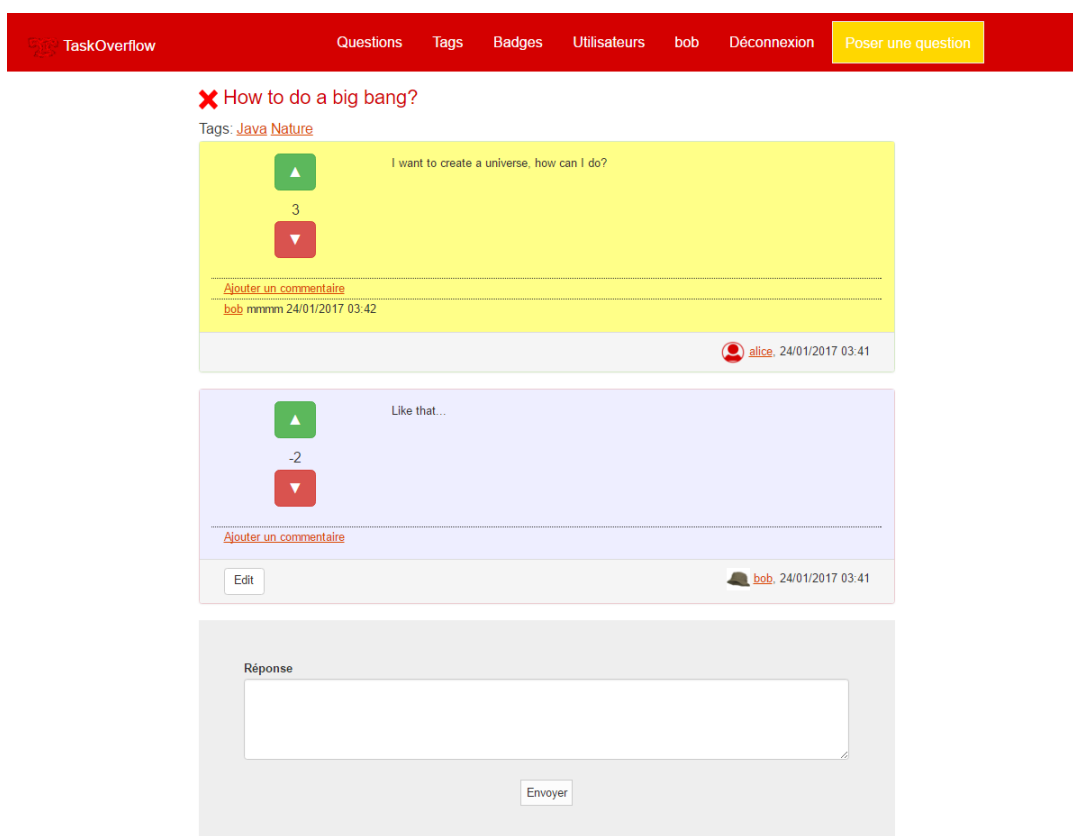 TaskOverflow Questions Tags Badges Utilisateurs bob Déconnexion Poser une question
How to do a big bang?
Tags: Java Nature
I want to create a universe, how can I do?
3
Ajouter un commentaire
bob mmmm 24/01/2017 03:42
alice, 24/01/2017 03:41
Like that...
-2
Ajouter un commentaire
Edit bob, 24/01/2017 03:41
Réponse
Envoyer